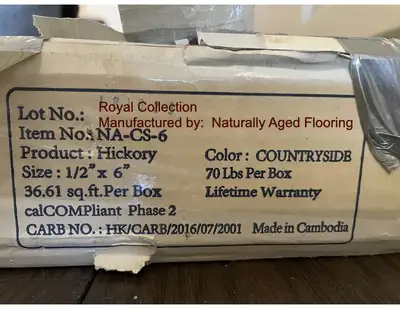 Royal Collection
Lot No.:
Manufactured by: Naturally Aged Flooring
Item No.: NA-CS-6
Product : Hickory
Color : COUNTRYSIDE
Size : 1/2" x 6"
70 Lbs Per Box
36.61 sq.ft.Per Box
Lifetime Warranty
calCOMPliant Phase 2
CARB NO. : HK/CARB/2016/07/2001 Made in Cambodia